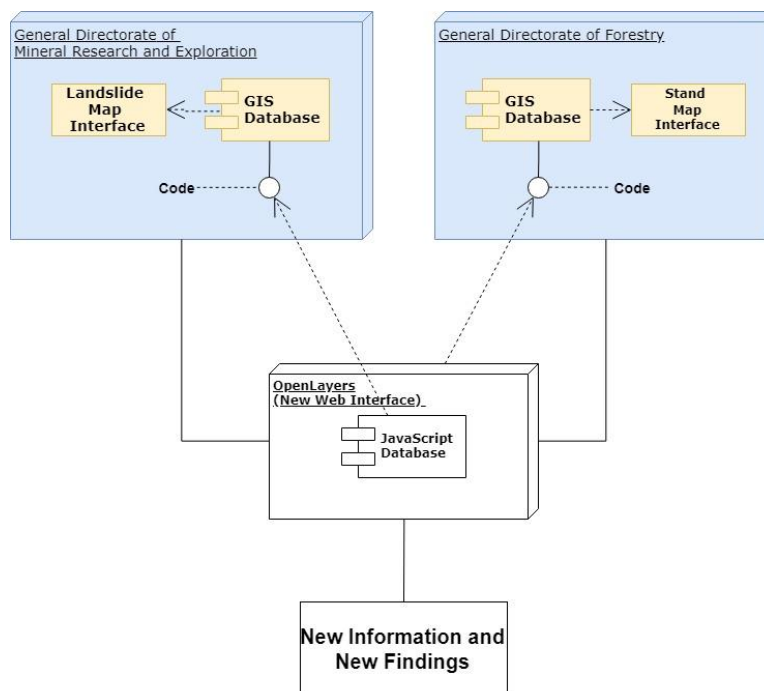 General Directorate of
Mineral Research and Exploration
Landslide
Map
Interface
GIS
Database
Code
General Directorate of Forestry
GIS
Database
Stand
Map
Interface
Code
OpenLayers
(New Web Interface)
JavaScript
Database
New Information and
New Findings